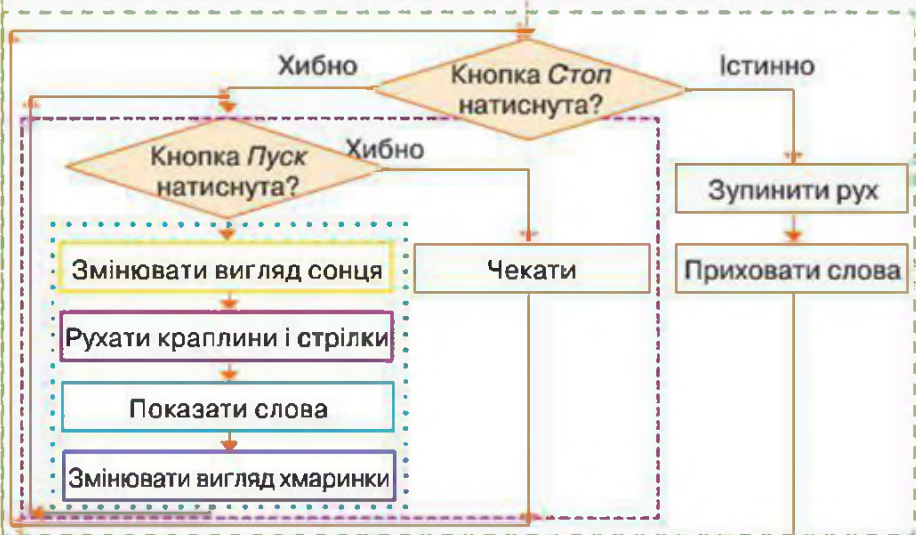 Хибно
Кнопка Стоп
натиснута?
Істинно
Кнопка Пуск
натиснута?
Хибно
Зупинити рух
Змінювати вигляд сонця
Чекати
Приховати слова
Рухати краплини і стрілки
Показати слова
Змінювати вигляд хмаринки